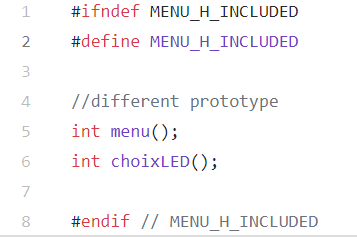 1 #ifndef MENU_H_INCLUDED
2 #define MENU_H_INCLUDED
3
4 //different prototype
5 int menu();
6 int choixLED();
7
8 #endif // MENU_H_INCLUDED